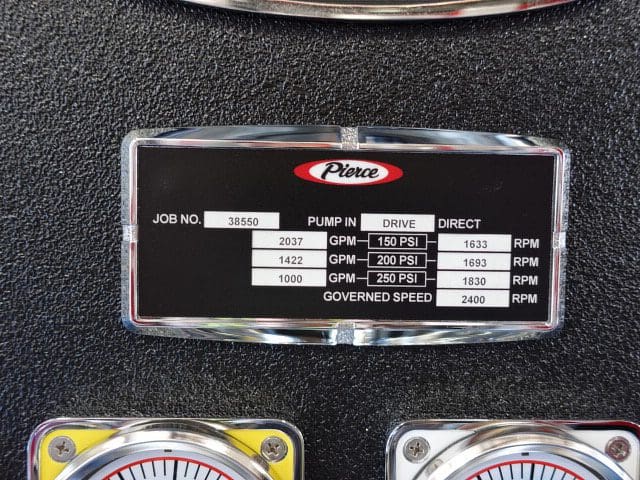 Pierce
JOB NO. 38550 PUMP IN DRIVE DIRECT
2037 GPM 150 PSI 1633 RPM
1422 GPM 200 PSI 1693 RPM
1000 GPM 250 PSI 1830 RPM
GOVERNED SPEED 2400 RPM